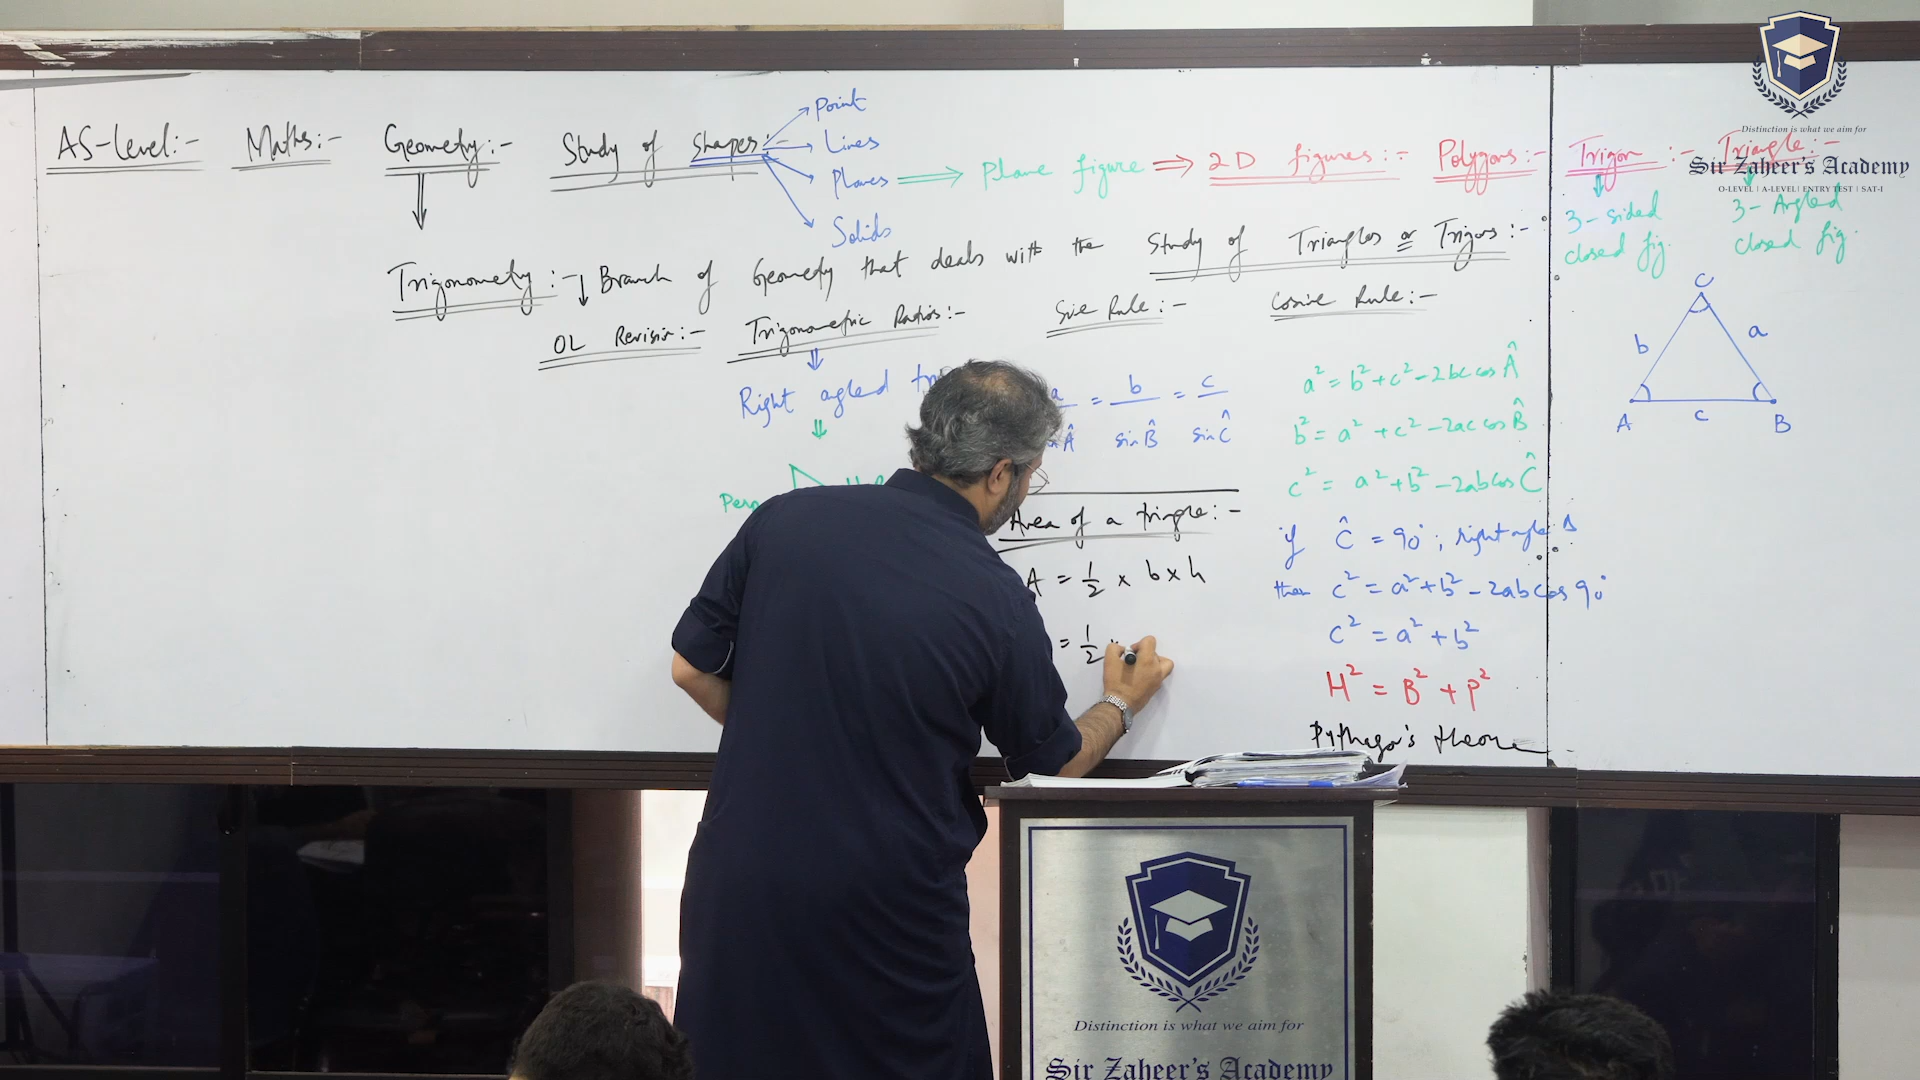 AS-Level:- Maths:- Geometry:- Study of Shapes:-
Point
Lines
Planes
Solids
⇒ Plane figure ⇒ 2D figures:- Polygons:- Trigon:- Triangle:-
3-sided
closed fig.
3-Angled
closed fig.
Trigonometry:- ↓ Branch of Geometry that deals with the Study of Triangles or Trigons:-
OL Revision:- Trigonometric Ratios:-
Right angled
Sine Rule:-
= b = c
sin B̂ sin Ĉ
Area of a triangle:-
A = 1/2 × b × h
= 1/2
Cosine Rule:-
a² = b² + c² - 2bc cos Â
b² = a² + c² - 2ac cos B̂
c² = a² + b² - 2ab cos Ĉ
if Ĉ = 90°; right angle Δ
then c² = a² + b² - 2ab cos 90°
c² = a² + b²
H² = B² + P²
C
b a
A c B
Distinction is what we aim for
Sir Zaheer's Academy
O-LEVEL | A-LEVEL | ENTRY TEST | SAT-I
Distinction is what we aim for
Sir Zaheer's Academy